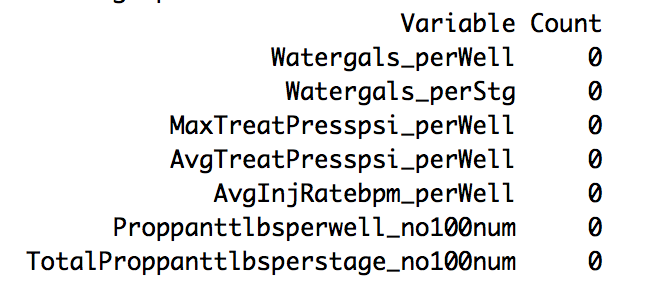 Variable Count
Watergals_perWell 0
Watergals_perStg 0
MaxTreatPresspsi_perWell 0
AvgTreatPresspsi_perWell 0
AvgInjRatebpm_perWell 0
Proppanttlbsperwell_no100num 0
TotalProppanttlbsperstage_no100num 0